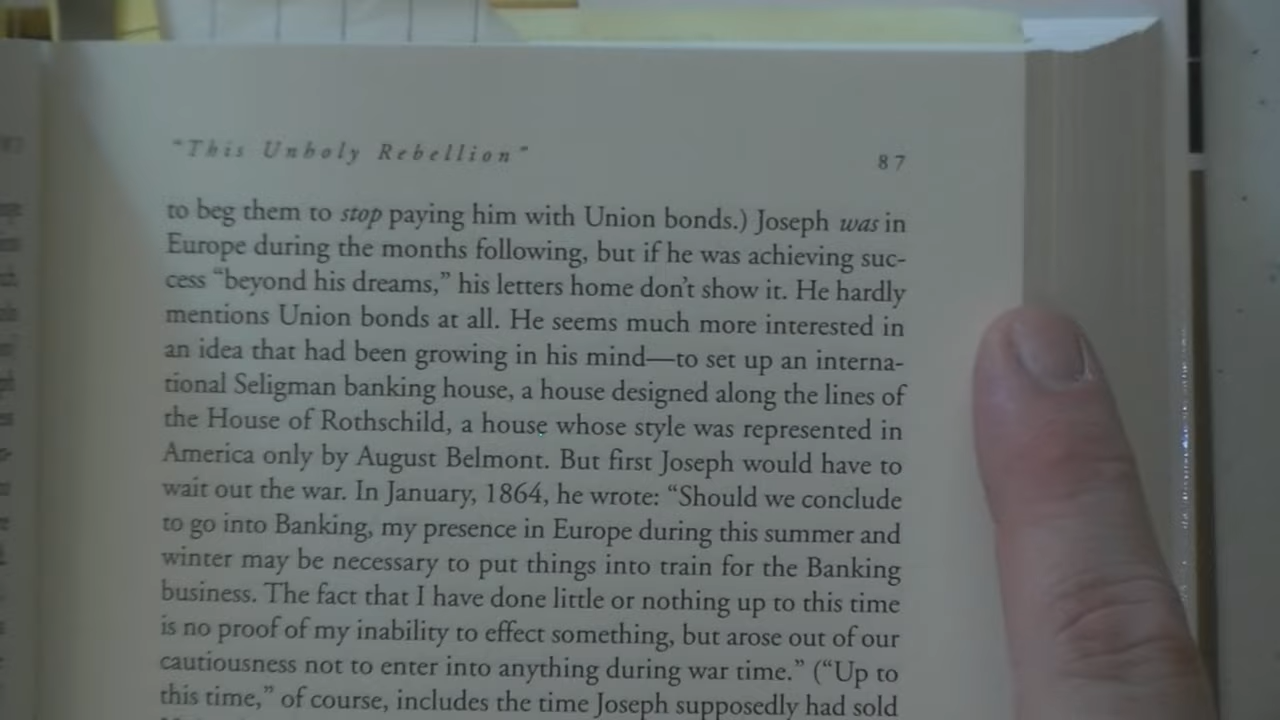 "This Unholy Rebellion" 87
to beg them to stop paying him with Union bonds.) Joseph was in
Europe during the months following, but if he was achieving suc-
cess "beyond his dreams," his letters home don't show it. He hardly
mentions Union bonds at all. He seems much more interested in
an idea that had been growing in his mind—to set up an interna-
tional Seligman banking house, a house designed along the lines of
the House of Rothschild, a house whose style was represented in
America only by August Belmont. But first Joseph would have to
wait out the war. In January, 1864, he wrote: "Should we conclude
to go into Banking, my presence in Europe during this summer and
winter may be necessary to put things into train for the Banking
business. The fact that I have done little or nothing up to this time
is no proof of my inability to effect something, but arose out of our
cautiousness not to enter into anything during war time." ("Up to
this time," of course, includes the time Joseph supposedly had sold